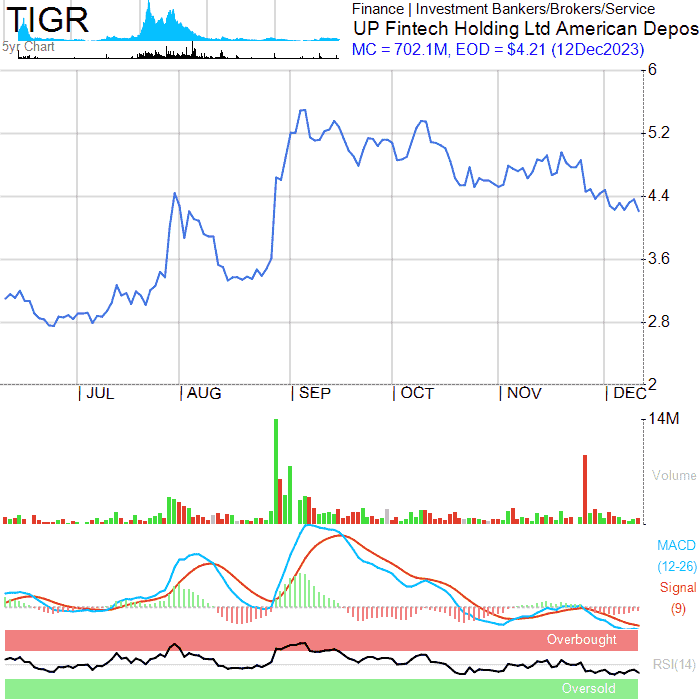 TIGR
5yr Chart
Finance | Investment Bankers/Brokers/Service
UP Fintech Holding Ltd American Depos
MC = 702.1M, EOD = $4.21 (12Dec2023)
6
5.2
4.4
3.6
2.8
2
JUL AUG SEP OCT NOV DEC
14M
Volume
MACD
(12-26)
Signal
(9)
Overbought
RSI(14)
Oversold